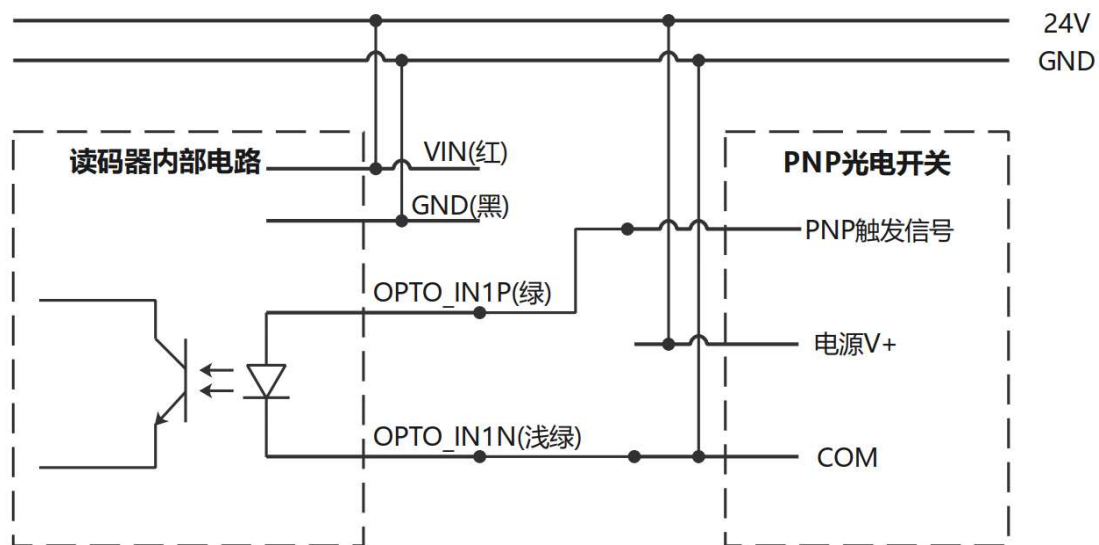 24V
GND
读码器内部电路
VIN(红)
PNP光电开关
GND(黑)
PNP触发信号
OPTO_IN1P(绿)
电源V+
OPTO_IN1N(浅绿)
COM